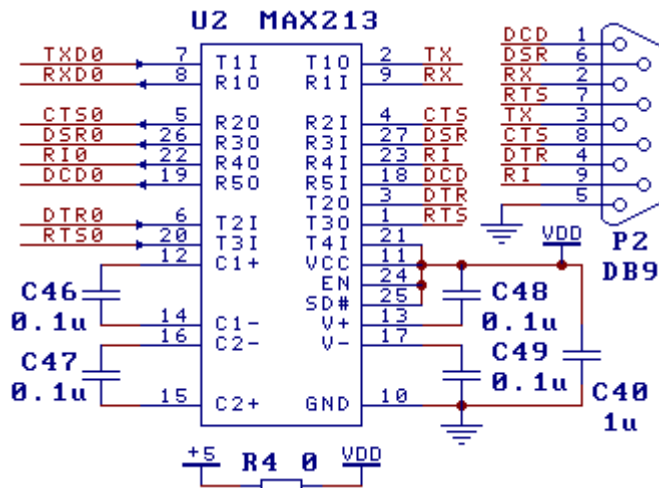 U2 MAX213
TXD0 7 T1I T1O 2 TX
RXD0 8 R1O R1I 9 RX
CTS0 5 R2O R2I 4 CTS
DSR0 26 R3O R3I 27 DSR
RI0 22 R4O R4I 23 RI
DCD0 19 R5O R5I 18 DCD
T2O 3 DTR
DTR0 6 T2I T3O 1 RTS
RTS0 20 T3I T4I 21
12 C1+ VCC 11
EN 24
SD# 25
C46
0.1u
14 C1- V+ 13
16 C2- V- 17
C47
0.1u
15 C2+ GND 10
C48
0.1u
C49
0.1u
C40
1u
DCD 1
DSR 6
RX 2
RTS 7
TX 3
CTS 8
DTR 4
RI 9
5
P2
DB9
VDD
+5 R4 0 VDD